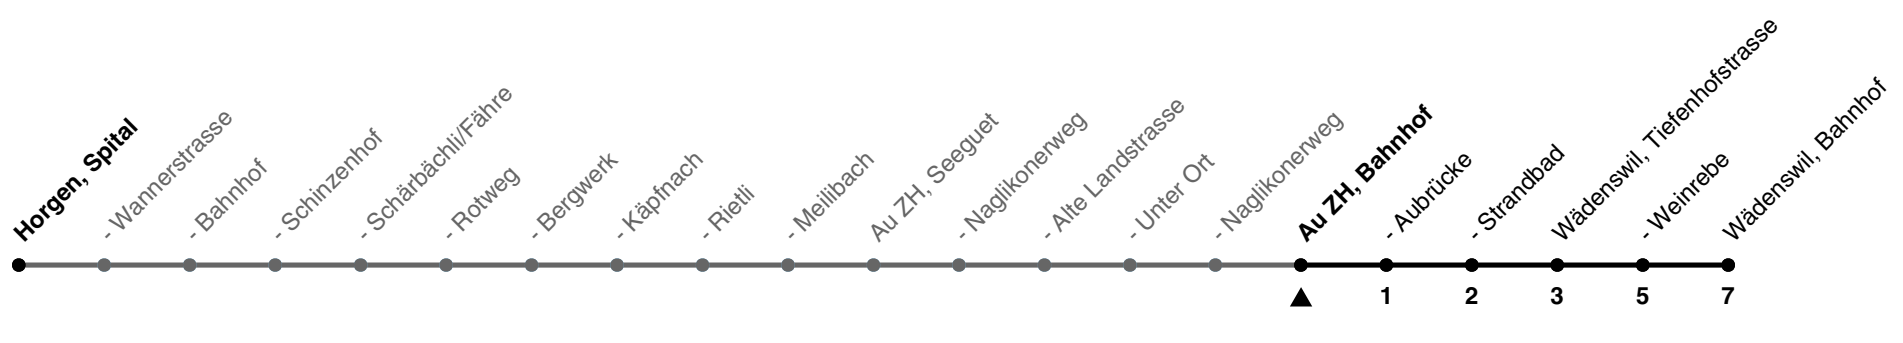 Horgen, Spital
- Wannerstrasse
- Bahnhof
- Schinzenhof
- Schärbächli/Fähre
- Rotweg
- Bergwerk
- Käpfnach
- Rietli
- Meilibach
Au ZH, Seeguet
- Naglikonerweg
- Alte Landstrasse
- Unter Ort
- Naglikonerweg
Au ZH, Bahnhof
- Aubrücke
- Strandbad
Wädenswil, Tiefenhofstrasse
- Weinrebe
Wädenswil, Bahnhof
1 2 3 5 7